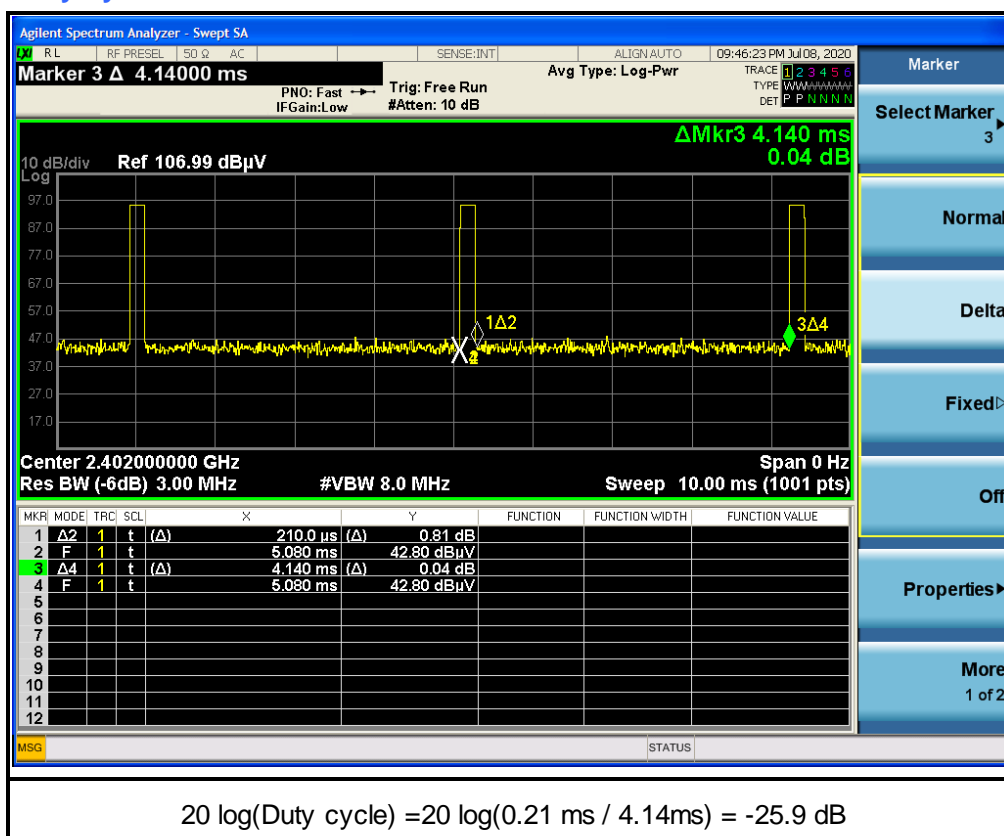 Agilent Spectrum Analyzer - Swept SA
LXI RL RF PRESEL 50 Ω AC SENSE:INT ALIGN AUTO 09:46:23 PM Jul 08, 2020
Marker 3 Δ 4.14000 ms
PNO: Fast
IFGain:Low
Trig: Free Run
#Atten: 10 dB
Avg Type: Log-Pwr
TRACE 1 2 3 4 5 6
TYPE WWWWWW
DET P P N N N N
ΔMkr3 4.140 ms
0.04 dB
10 dB/div Ref 106.99 dBµV
Log
97.0
87.0
77.0
67.0
57.0
47.0
37.0
27.0
17.0
1Δ2
3Δ4
Center 2.402000000 GHz Span 0 Hz
Res BW (-6dB) 3.00 MHz #VBW 8.0 MHz Sweep 10.00 ms (1001 pts)
MKR MODE TRC SCL X Y FUNCTION FUNCTION WIDTH FUNCTION VALUE
1 Δ2 1 t (Δ) 210.0 µs (Δ) 0.81 dB
2 F 1 t 5.080 ms 42.80 dBµV
3 Δ4 1 t (Δ) 4.140 ms (Δ) 0.04 dB
4 F 1 t 5.080 ms 42.80 dBµV
5
6
7
8
9
10
11
12
MSG STATUS
Marker
Select Marker
3
Normal
Delta
Fixed
Off
Properties
More
1 of 2
20 log(Duty cycle) =20 log(0.21 ms / 4.14ms) = -25.9 dB